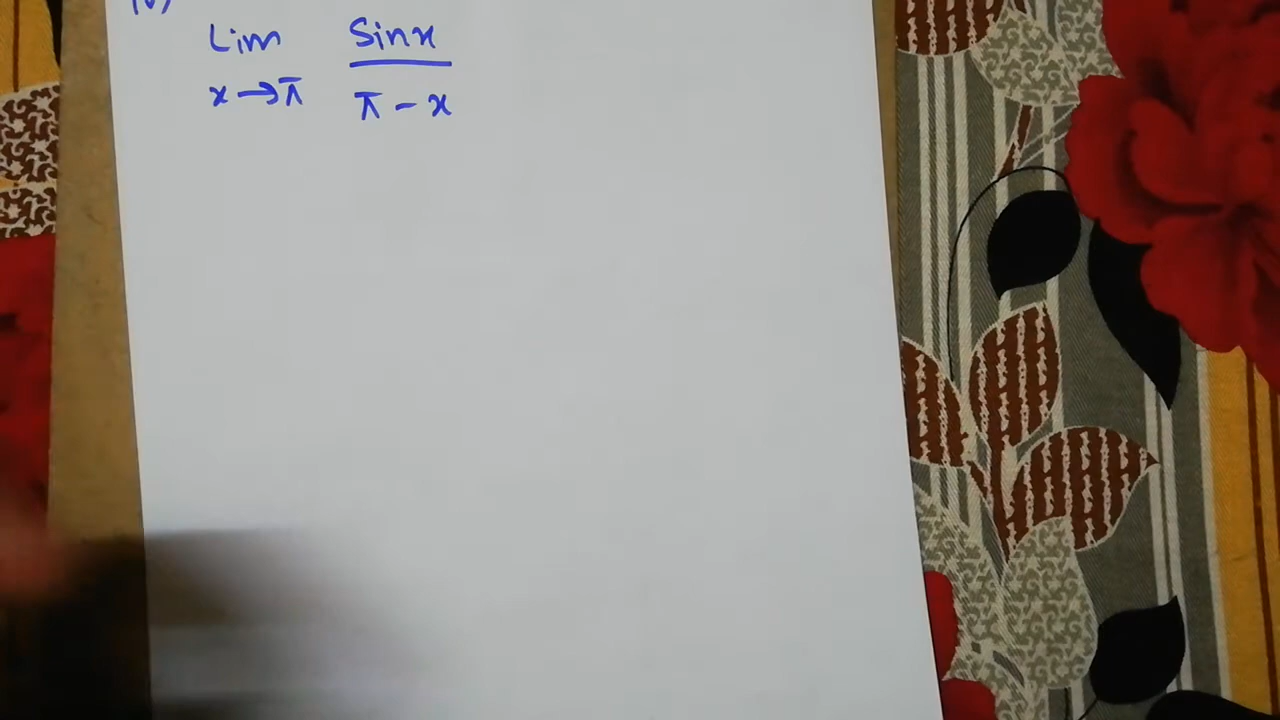 Lim Sinx
x→π π - x